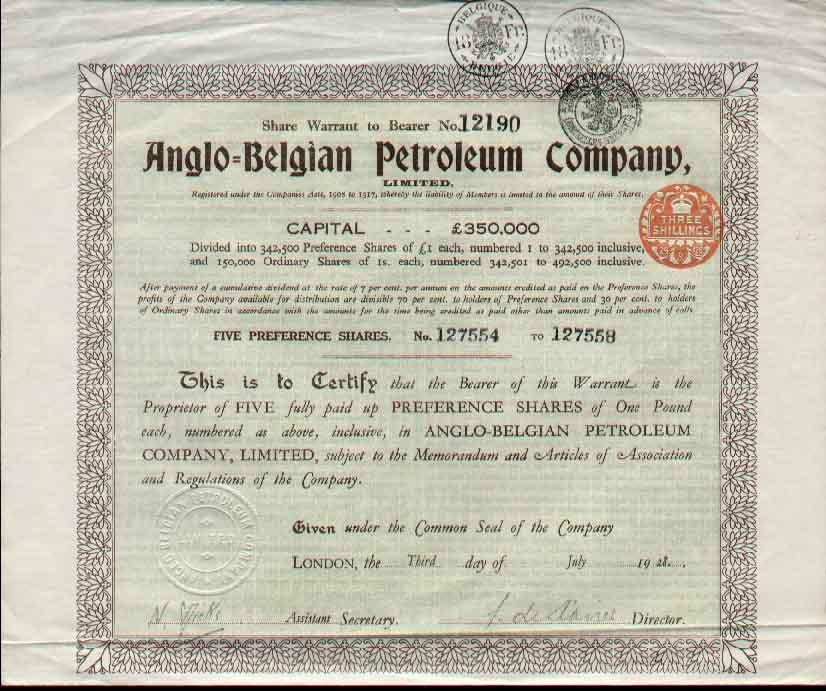 BELGIQUE BELGIQUE
18 Fr. 18 Fr.
Share Warrant to Bearer No. 12190
Anglo=Belgian Petroleum Company,
LIMITED.
Registered under the Companies Acts, 1908 to 1917, whereby the liability of Members is limited to the amount of their Shares.
THREE
SHILLINGS
CAPITAL - - - £350,000
Divided into 342,500 Preference Shares of £1 each, numbered 1 to 342,500 inclusive,
and 150,000 Ordinary Shares of 1s. each, numbered 342,501 to 492,500 inclusive.
After payment of a cumulative dividend at the rate of 7 per cent. per annum on the amounts credited as paid on the Preference Shares, the
profits of the Company available for distribution are divisible 70 per cent. to holders of Preference Shares and 30 per cent. to holders
of Ordinary Shares in accordance with the amounts for the time being credited as paid other than amounts paid in advance of calls
FIVE PREFERENCE SHARES. No. 127554 TO 127558
This is to Certify that the Bearer of this Warrant is the
Proprietor of FIVE fully paid up PREFERENCE SHARES of One Pound
each, numbered as above, inclusive, in ANGLO-BELGIAN PETROLEUM
COMPANY, LIMITED, subject to the Memorandum and Articles of Association
and Regulations of the Company.
ANGLO BELGIAN PETROLEUM COMPANY
LIMITED
Given under the Common Seal of the Company
LONDON, the Third day of July 1928.
Assistant Secretary. Director.